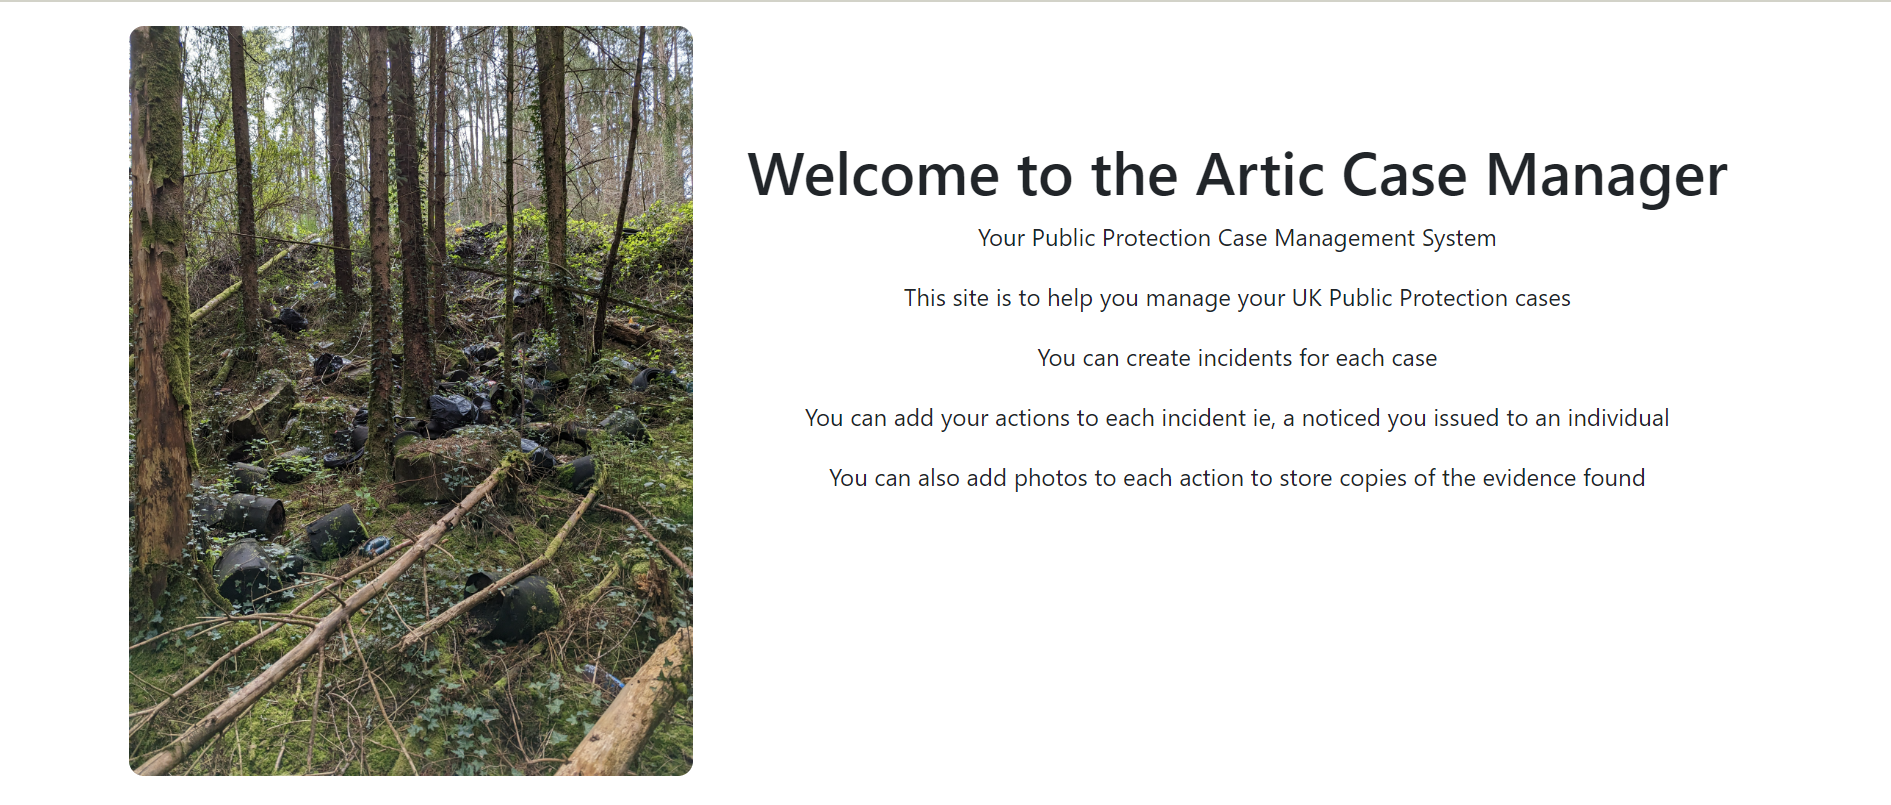 Welcome to the Artic Case Manager
Your Public Protection Case Management System
This site is to help you manage your UK Public Protection cases
You can create incidents for each case
You can add your actions to each incident ie, a noticed you issued to an individual
You can also add photos to each action to store copies of the evidence found